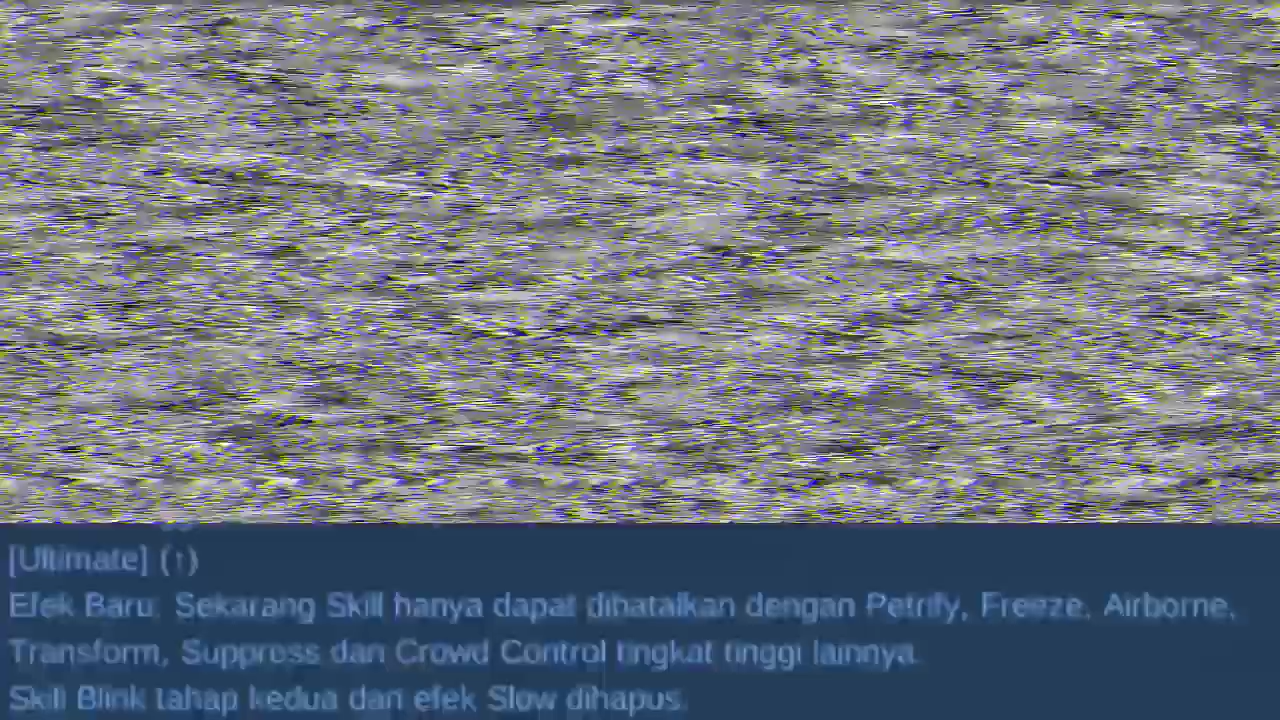 [Ultimate] (↑)
Efek Baru: Sekarang Skill hanya dapat dibatalkan dengan Petrify, Freeze, Airborne,
Transform, Suppress dan Crowd Control tingkat tinggi lainnya.
Skill Blink tahap kedua dan efek Slow dihapus.